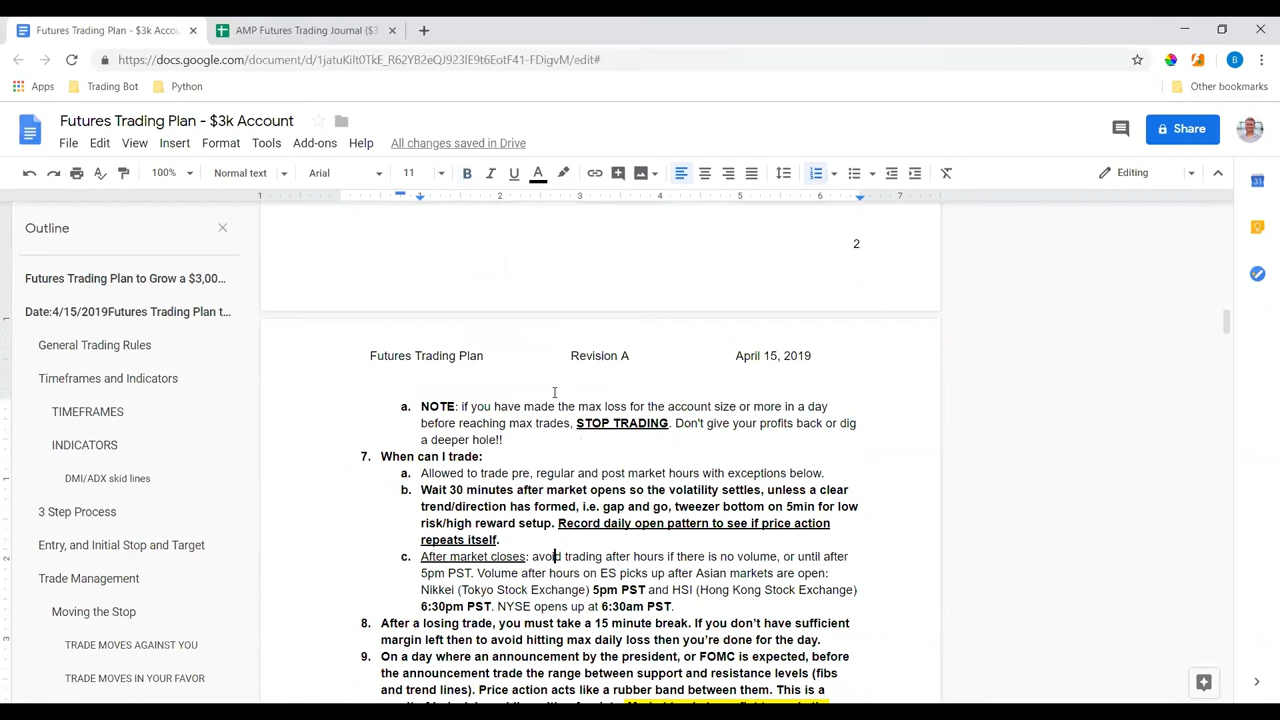 Futures Trading Plan - $3k Accou
AMP Futures Trading Journal ($3
https://docs.google.com/document/d/1jatuKilt0TkE_R62YB2eQJ923lE9t6EotF41-FDigvM/edit#
Apps
Trading Bot
Python
Other bookmarks
Futures Trading Plan - $3k Account
File Edit View Insert Format Tools Add-ons Help All changes saved in Drive
Share
100% Normal text Arial 11 B I U A Editing
1 1 2 3 4 5 6 7
Outline
Futures Trading Plan to Grow a $3,00...
Date:4/15/2019Futures Trading Plan t...
General Trading Rules
Timeframes and Indicators
TIMEFRAMES
INDICATORS
DMI/ADX skid lines
3 Step Process
Entry, and Initial Stop and Target
Trade Management
Moving the Stop
TRADE MOVES AGAINST YOU
TRADE MOVES IN YOUR FAVOR
2
Futures Trading Plan Revision A April 15, 2019
a. NOTE: if you have made the max loss for the account size or more in a day
before reaching max trades, STOP TRADING. Don't give your profits back or dig
a deeper hole!!
7. When can I trade:
a. Allowed to trade pre, regular and post market hours with exceptions below.
b. Wait 30 minutes after market opens so the volatility settles, unless a clear
trend/direction has formed, i.e. gap and go, tweezer bottom on 5min for low
risk/high reward setup. Record daily open pattern to see if price action
repeats itself.
c. After market closes: avoid trading after hours if there is no volume, or until after
5pm PST. Volume after hours on ES picks up after Asian markets are open:
Nikkei (Tokyo Stock Exchange) 5pm PST and HSI (Hong Kong Stock Exchange)
6:30pm PST. NYSE opens up at 6:30am PST.
8. After a losing trade, you must take a 15 minute break. If you don't have sufficient
margin left then to avoid hitting max daily loss then you're done for the day.
9. On a day where an announcement by the president, or FOMC is expected, before
the announcement trade the range between support and resistance levels (fibs
and trend lines). Price action acts like a rubber band between them. This is a